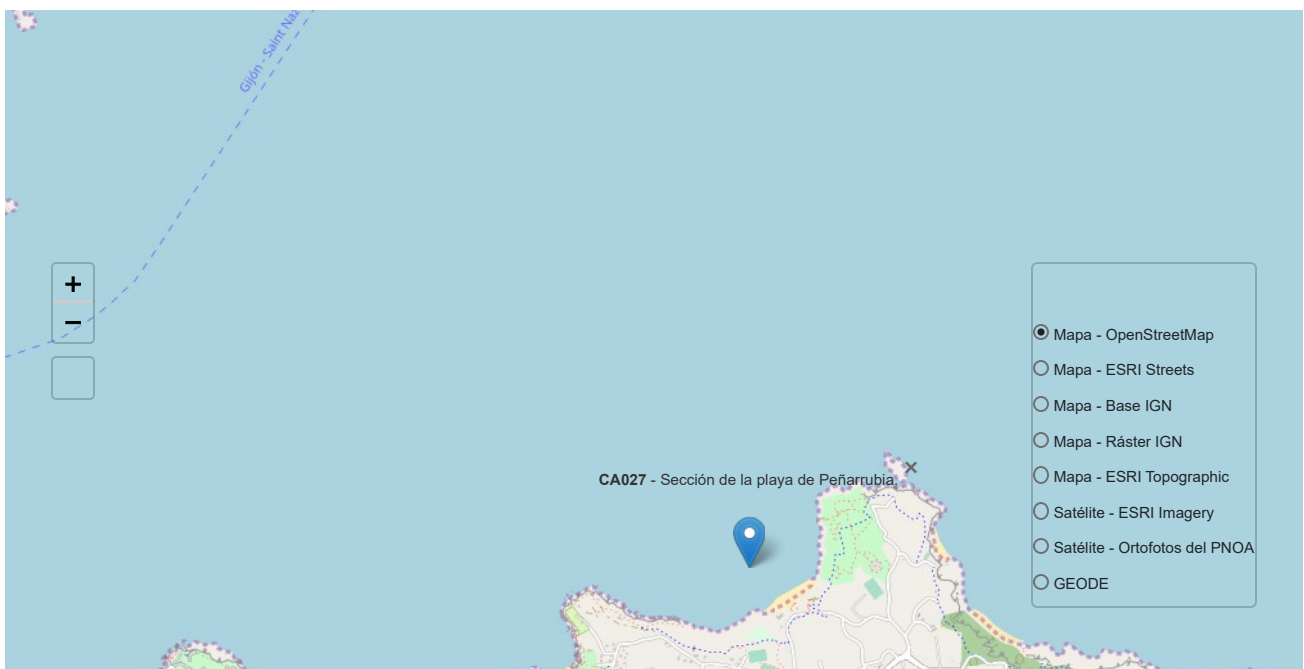 Gijón - Saint Naz
+
−
Mapa - OpenStreetMap
Mapa - ESRI Streets
Mapa - Base IGN
Mapa - Ráster IGN
Mapa - ESRI Topographic
Satélite - ESRI Imagery
Satélite - Ortofotos del PNOA
GEODE
×
CA027 - Sección de la playa de Peñarrubia.